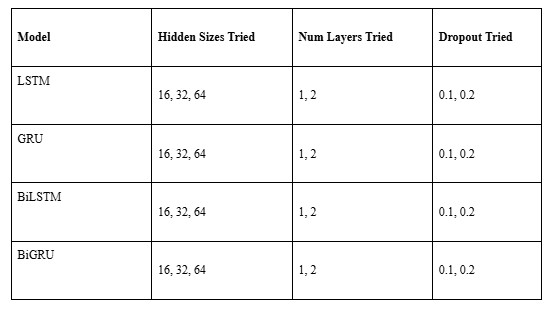 Model Hidden Sizes Tried Num Layers Tried Dropout Tried
LSTM 16, 32, 64 1, 2 0.1, 0.2
GRU 16, 32, 64 1, 2 0.1, 0.2
BiLSTM 16, 32, 64 1, 2 0.1, 0.2
BiGRU 16, 32, 64 1, 2 0.1, 0.2